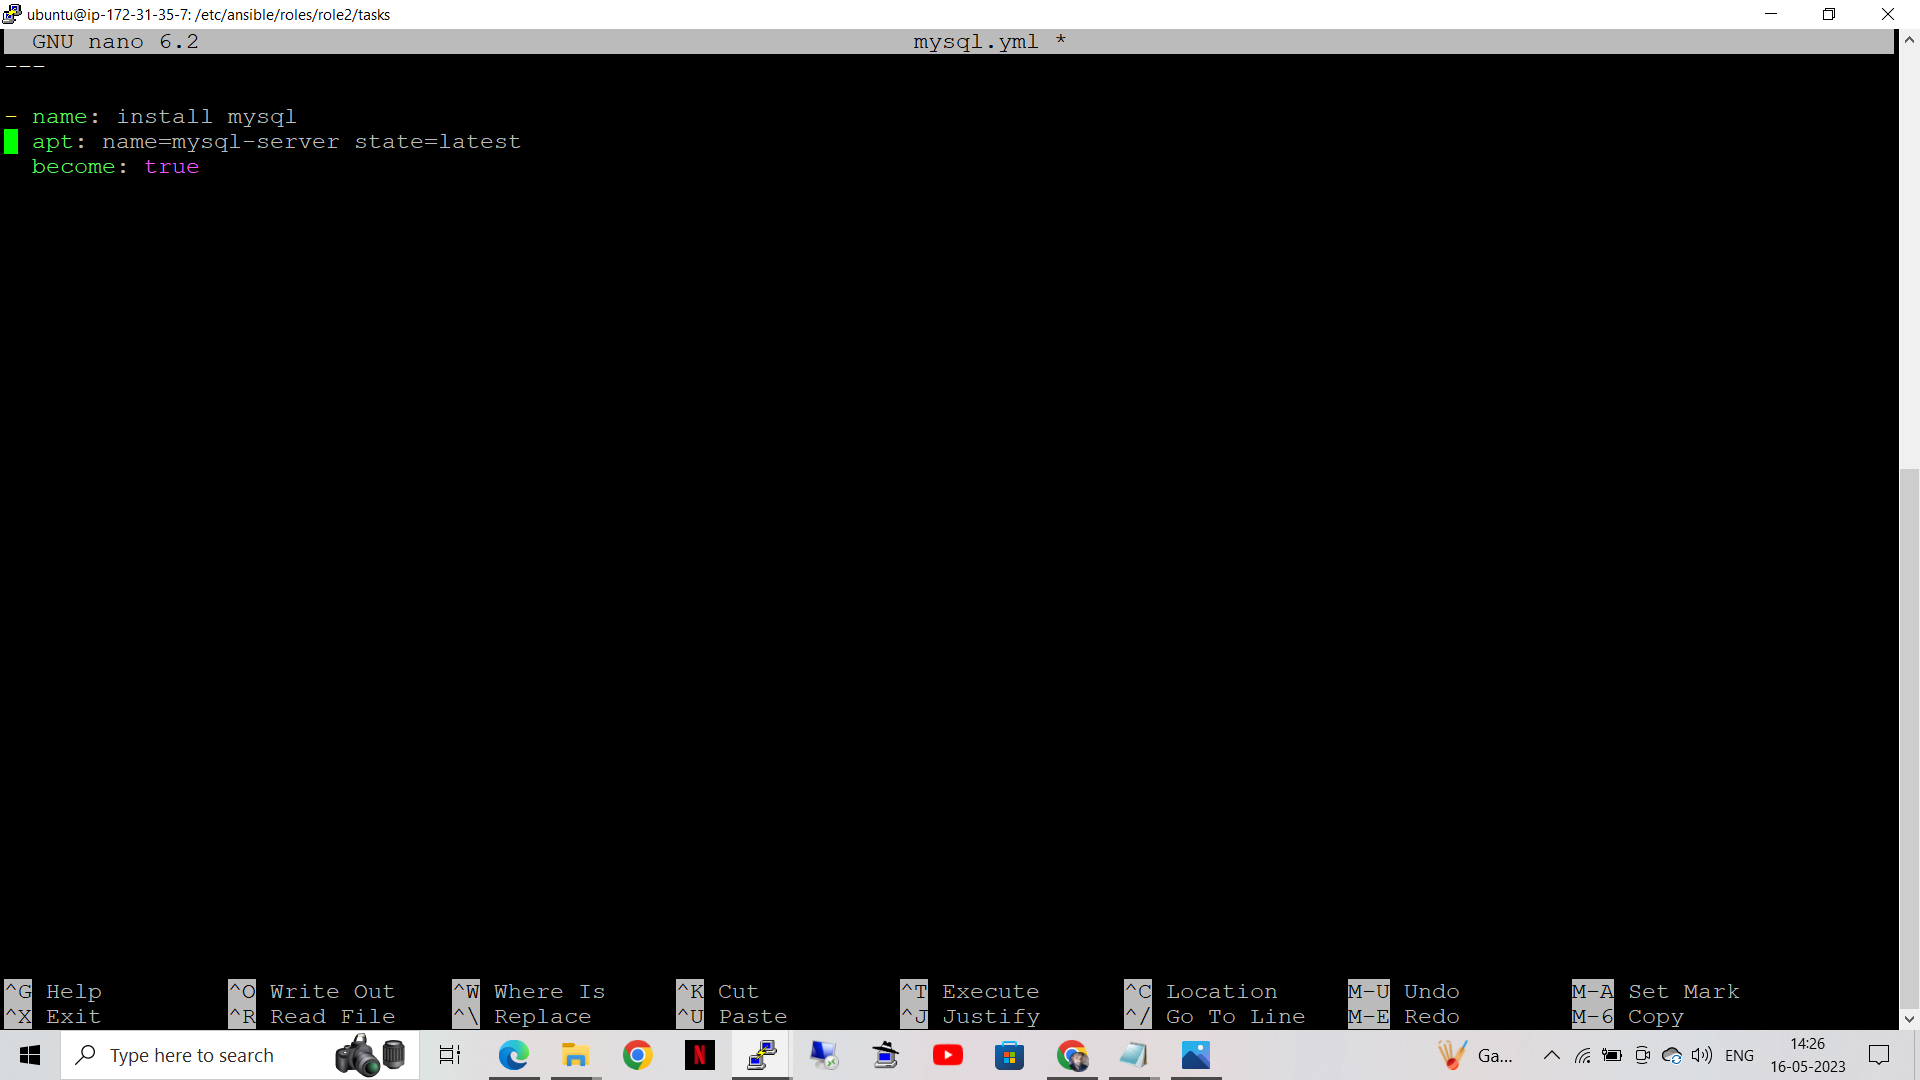 ubuntu@ip-172-31-35-7: /etc/ansible/roles/role2/tasks
GNU nano 6.2 mysql.yml *
---
- name: install mysql
apt: name=mysql-server state=latest
become: true
^G Help ^O Write Out ^W Where Is ^K Cut ^T Execute ^C Location M-U Undo M-A Set Mark
^X Exit ^R Read File ^\ Replace ^U Paste ^J Justify ^/ Go To Line M-E Redo M-6 Copy
Type here to search N Ga... ENG 14:26
16-05-2023